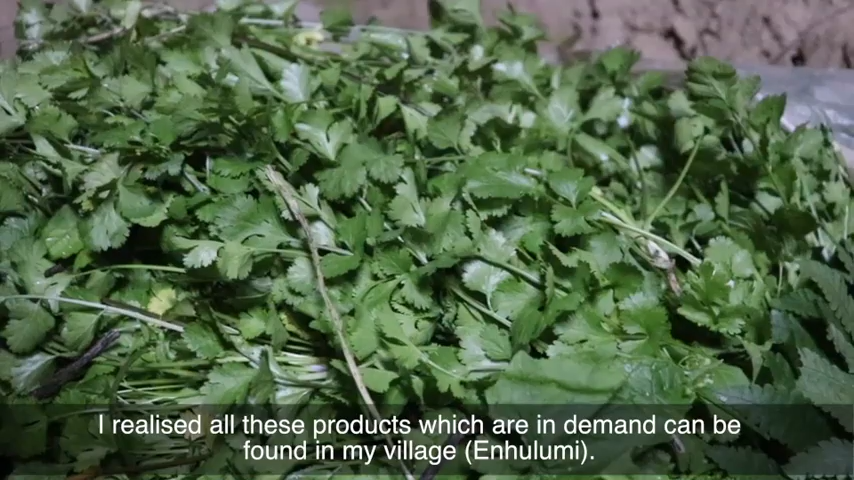 I realised all these products which are in demand can be
found in my village (Enhulumi).